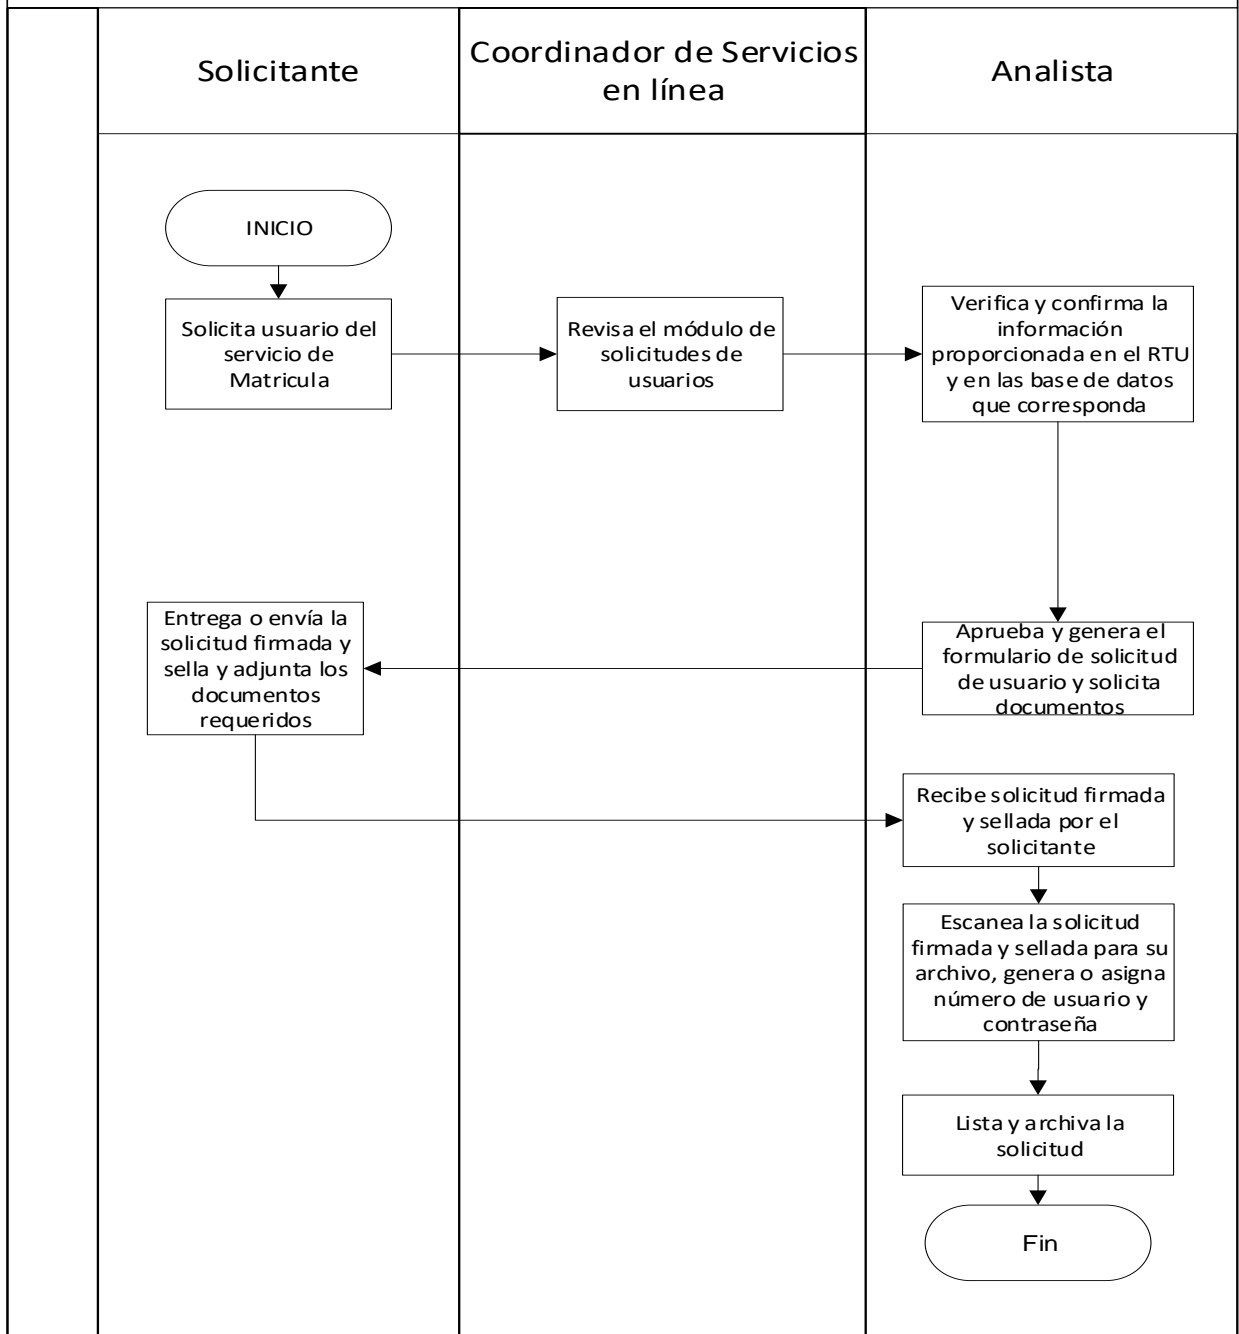 Solicitante
Coordinador de Servicios
en línea
Analista
INICIO
Solicita usuario del
servicio de
Matricula
Revisa el módulo de
solicitudes de
usuarios
Verifica y confirma la
información
proporcionada en el RTU
y en las base de datos
que corresponda
Aprueba y genera el
formulario de solicitud
de usuario y solicita
documentos
Entrega o envía la
solicitud firmada y
sella y adjunta los
documentos
requeridos
Recibe solicitud firmada
y sellada por el
solicitante
Escanea la solicitud
firmada y sellada para su
archivo, genera o asigna
número de usuario y
contraseña
Lista y archiva la
solicitud
Fin